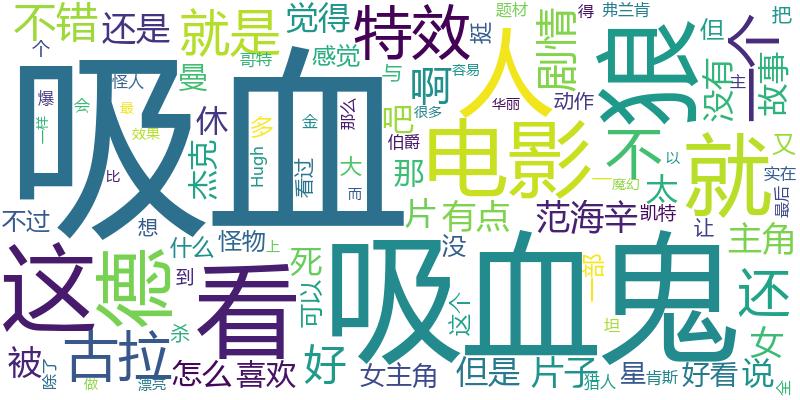 不错
还是
就是
觉得
特效
挺
题材
得
弗兰肯
但
一个
把
个
怪人
曼
哥特
感觉
与
啊
容易
人
剧情
狼
没有
主
故事
爆
会
最
一样
效果
吸血
休
多
金
那么
吧
很多
电影
华丽
动作
不
就
又
比
杰克
Hugh
看过
大
而
那
伯爵
魔幻
以
太
实在
最后
不过
想
什么
怪物
上
片
有点
范海辛
凯特
让
主角
这
德
到
看
死
可以
没
吸血鬼
这个
一部
坦
还
女
被
除了
古拉
杀
做
漂亮
怎么
喜欢
好
女主角
但是
片子
猎人
星
肯斯
好看
说
全